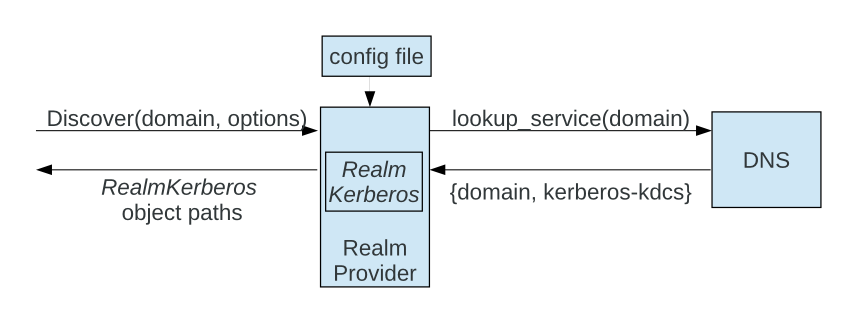 config file
Discover(domain, options)
lookup_service(domain)
DNS
Realm
Kerberos
RealmKerberos
object paths
{domain, kerberos-kdcs}
Realm
Provider